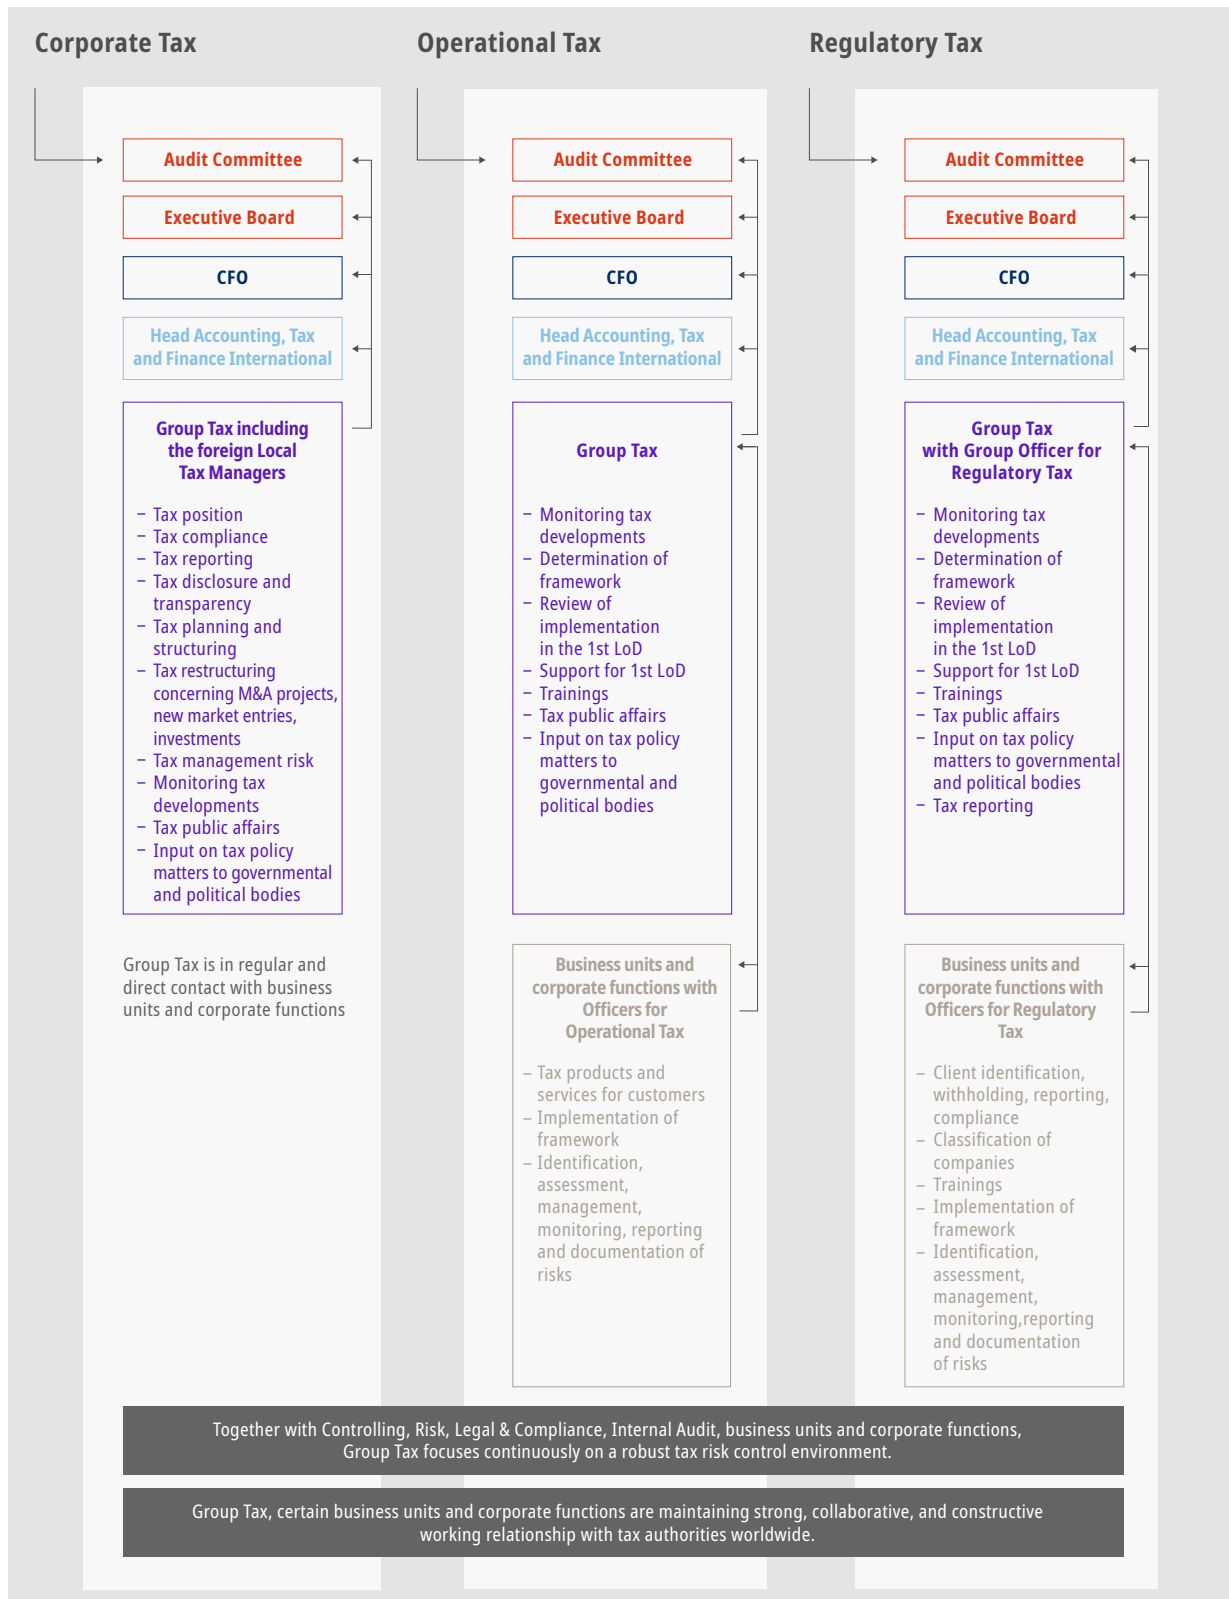 Corporate Tax
Audit Committee
Executive Board
CFO
Head Accounting, Tax
and Finance International
Group Tax including
the foreign Local
Tax Managers
– Tax position
– Tax compliance
– Tax reporting
– Tax disclosure and
transparency
– Tax planning and
structuring
– Tax restructuring
concerning M&A projects,
new market entries,
investments
– Tax management risk
– Monitoring tax
developments
– Tax public affairs
– Input on tax policy
matters to governmental
and political bodies
Group Tax is in regular and
direct contact with business
units and corporate functions
Operational Tax
Audit Committee
Executive Board
CFO
Head Accounting, Tax
and Finance International
Group Tax
– Monitoring tax
developments
– Determination of
framework
– Review of
implementation
in the 1st LoD
– Support for 1st LoD
– Trainings
– Tax public affairs
– Input on tax policy
matters to
governmental and
political bodies
Business units and
corporate functions with
Officers for
Operational Tax
– Tax products and
services for customers
– Implementation of
framework
– Identification,
assessment,
management,
monitoring, reporting
and documentation of
risks
Regulatory Tax
Audit Committee
Executive Board
CFO
Head Accounting, Tax
and Finance International
Group Tax
with Group Officer for
Regulatory Tax
– Monitoring tax
developments
– Determination of
framework
– Review of
implementation
in the 1st LoD
– Support for 1st LoD
– Trainings
– Tax public affairs
– Input on tax policy
matters to governmental
and political bodies
– Tax reporting
Business units and
corporate functions with
Officers for Regulatory
Tax
– Client identification,
withholding, reporting,
compliance
– Classification of
companies
– Trainings
– Implementation of
framework
– Identification,
assessment,
management,
monitoring,reporting
and documentation
of risks
Together with Controlling, Risk, Legal & Compliance, Internal Audit, business units and corporate functions,
Group Tax focuses continuously on a robust tax risk control environment.
Group Tax, certain business units and corporate functions are maintaining strong, collaborative, and constructive
working relationship with tax authorities worldwide.